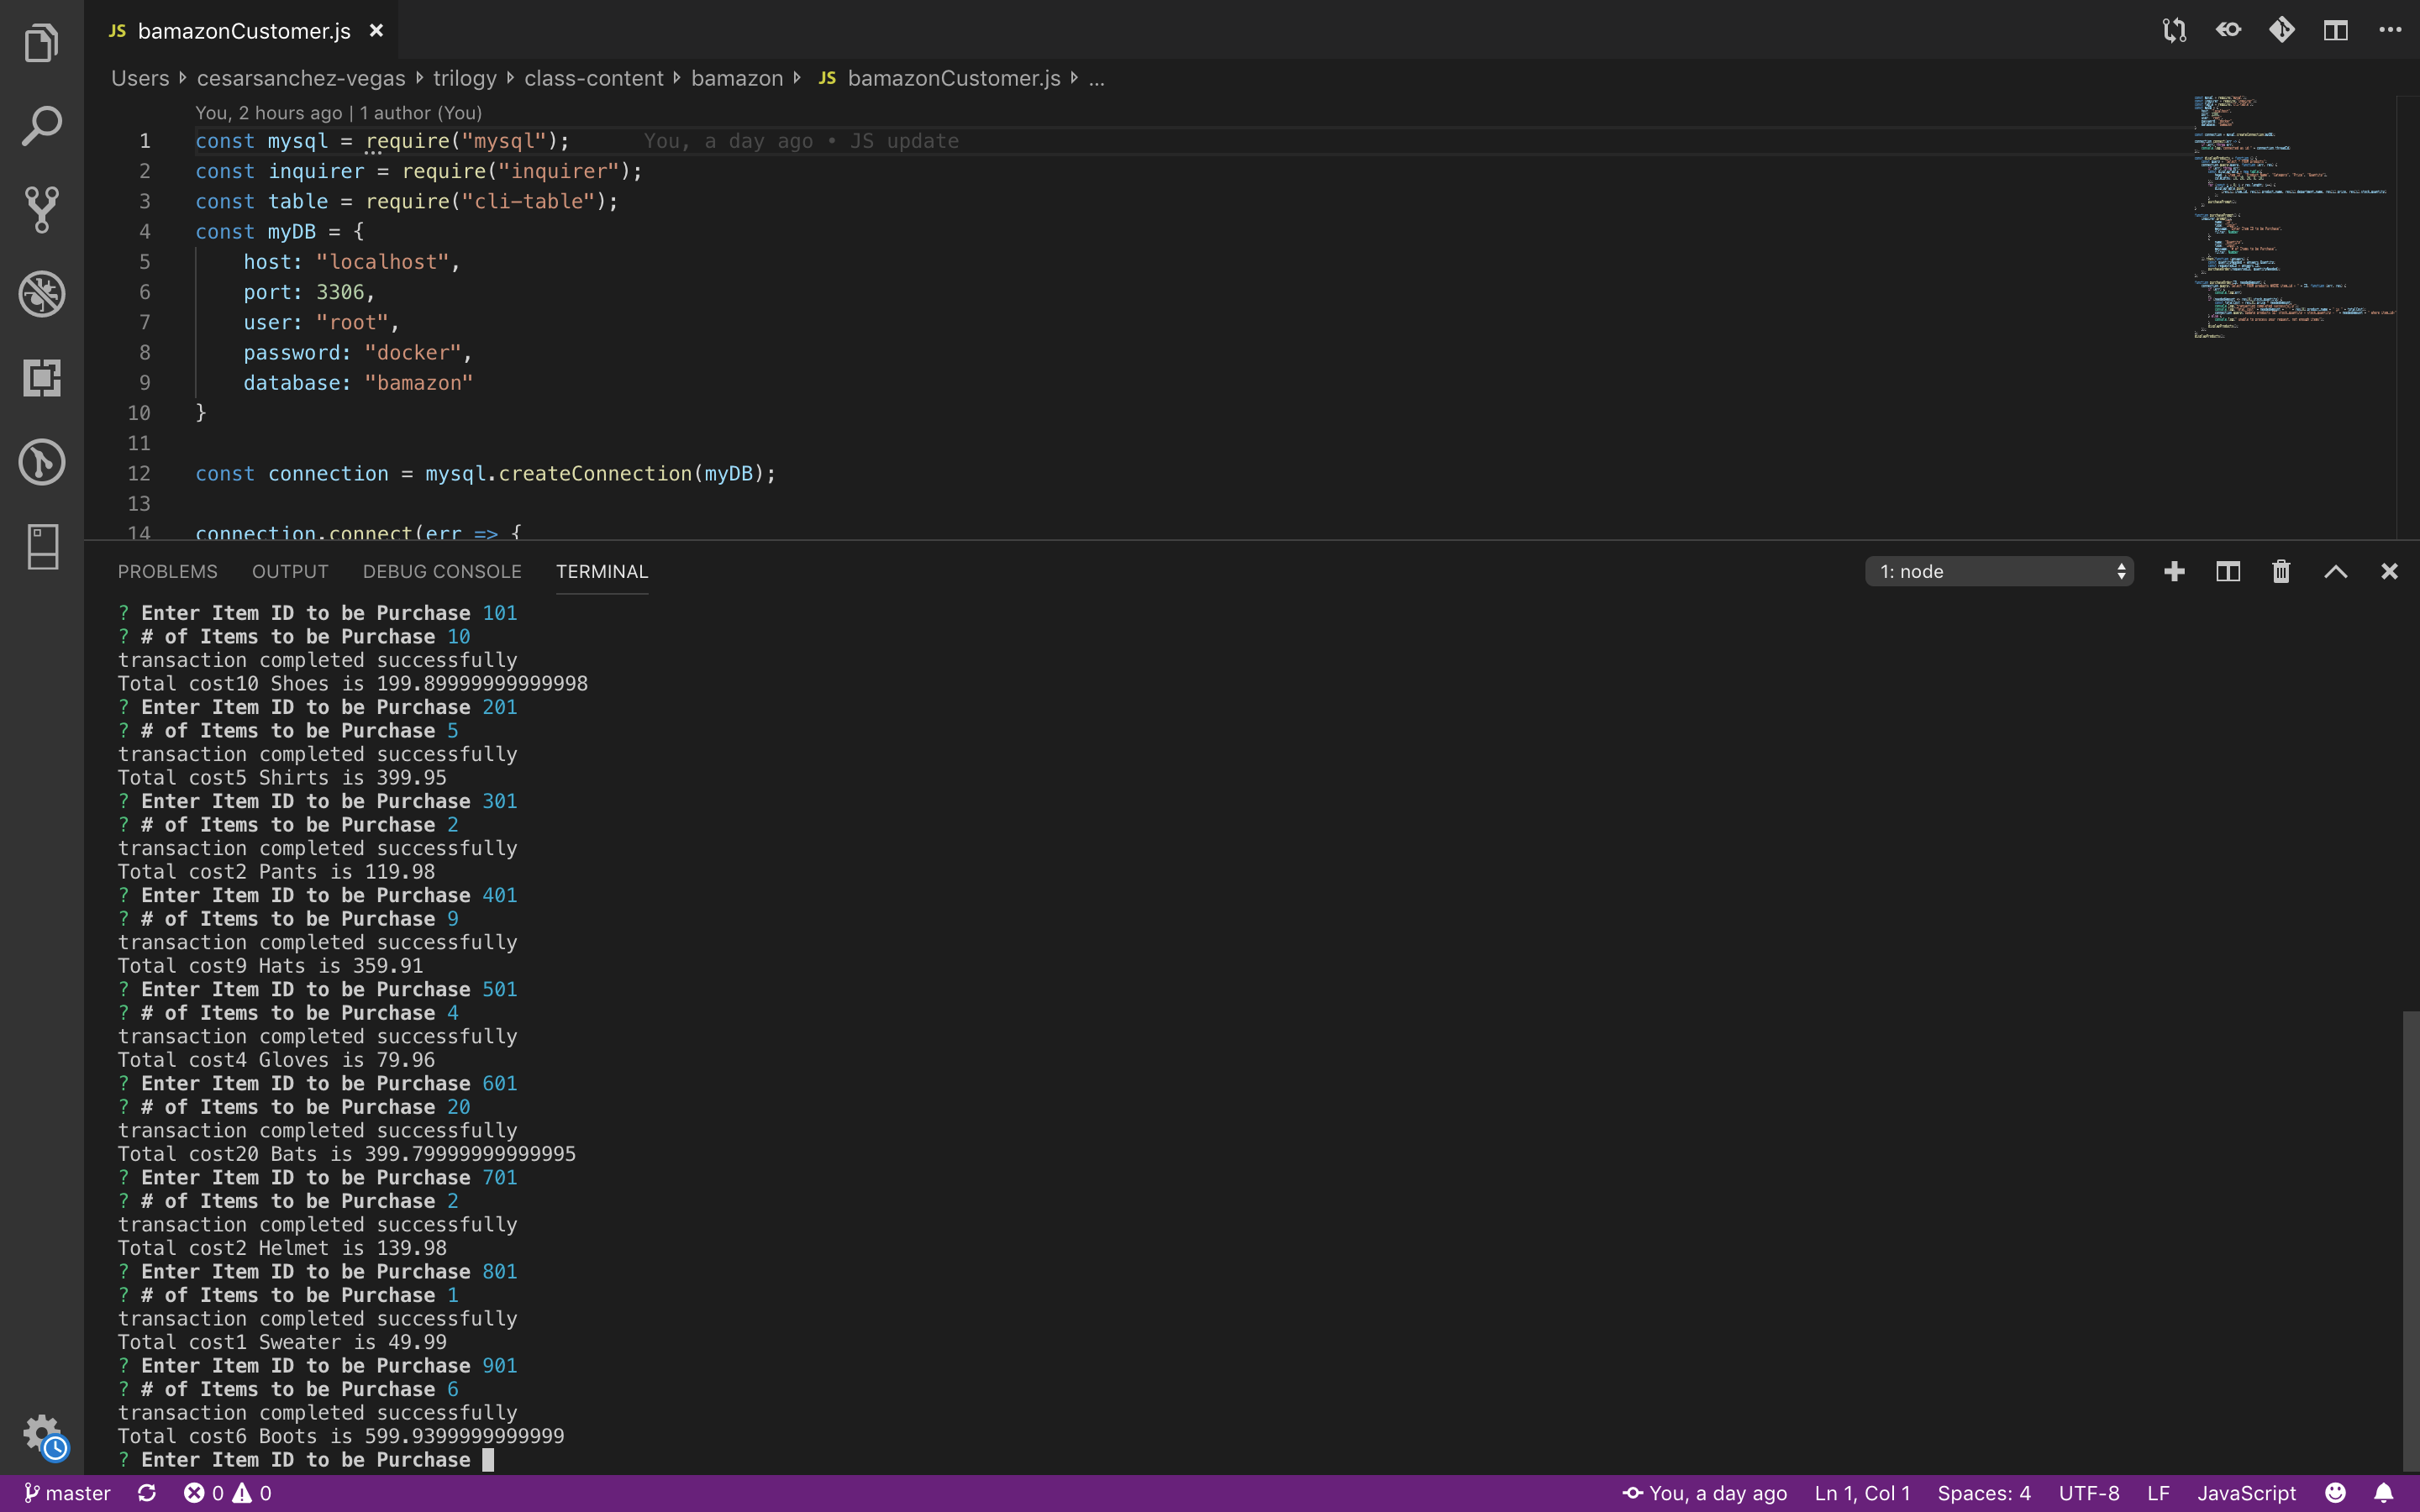 JS bamazonCustomer.js
Users cesarsanchez-vegas trilogy class-content bamazon JS bamazonCustomer.js ...
You, 2 hours ago | 1 author (You)
1 const mysql = require("mysql"); You, a day ago • JS update
2 const inquirer = require("inquirer");
3 const table = require("cli-table");
4 const myDB = {
5 host: "localhost",
6 port: 3306,
7 user: "root",
8 password: "docker",
9 database: "bamazon"
10 }
11
12 const connection = mysql.createConnection(myDB);
13
14 connection.connect(err => {
PROBLEMS OUTPUT DEBUG CONSOLE TERMINAL 1: node
? Enter Item ID to be Purchase 101
? # of Items to be Purchase 10
transaction completed successfully
Total cost10 Shoes is 199.89999999999998
? Enter Item ID to be Purchase 201
? # of Items to be Purchase 5
transaction completed successfully
Total cost5 Shirts is 399.95
? Enter Item ID to be Purchase 301
? # of Items to be Purchase 2
transaction completed successfully
Total cost2 Pants is 119.98
? Enter Item ID to be Purchase 401
? # of Items to be Purchase 9
transaction completed successfully
Total cost9 Hats is 359.91
? Enter Item ID to be Purchase 501
? # of Items to be Purchase 4
transaction completed successfully
Total cost4 Gloves is 79.96
? Enter Item ID to be Purchase 601
? # of Items to be Purchase 20
transaction completed successfully
Total cost20 Bats is 399.79999999999995
? Enter Item ID to be Purchase 701
? # of Items to be Purchase 2
transaction completed successfully
Total cost2 Helmet is 139.98
? Enter Item ID to be Purchase 801
? # of Items to be Purchase 1
transaction completed successfully
Total cost1 Sweater is 49.99
? Enter Item ID to be Purchase 901
? # of Items to be Purchase 6
transaction completed successfully
Total cost6 Boots is 599.9399999999999
? Enter Item ID to be Purchase
master 0 0 You, a day ago Ln 1, Col 1 Spaces: 4 UTF-8 LF JavaScript